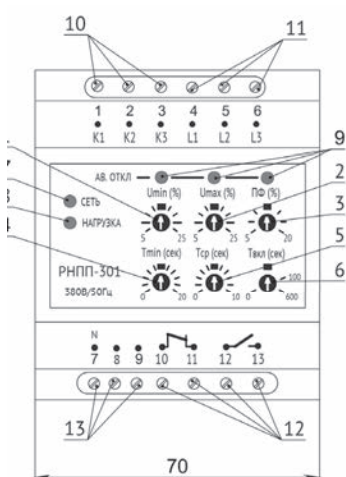 10 11
1 2 3 4 5 6
K1 K2 K3 L1 L2 L3
АВ. ОТКЛ 9
Umin (%) Umax (%) ПФ (%)
СЕТЬ 2
НАГРУЗКА 3
5 25 5 25 5 20
Tmin (сек) Тср (сек) Твкл (сек) 5
РНПП-301 100 6
380В/50Гц 0 20 0 10 0 600
N
7 8 9 10 11 12 13
13 12
70